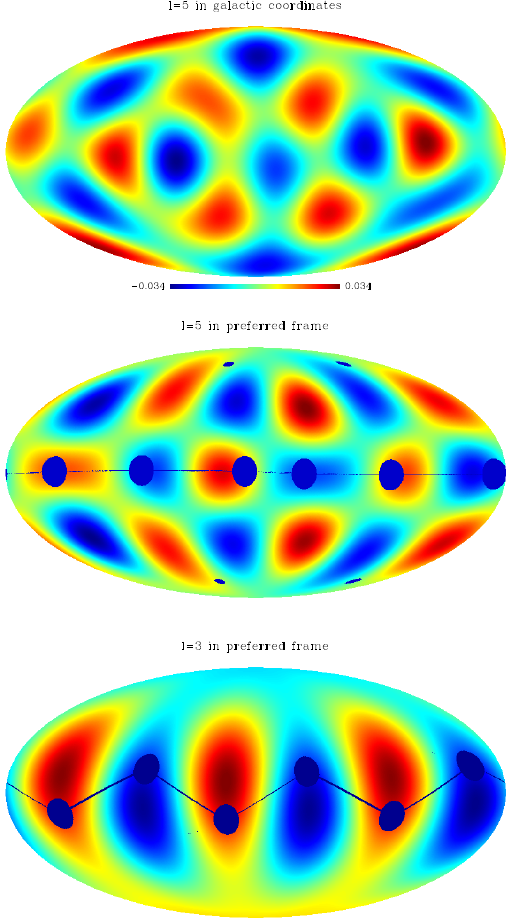 l=5 in galactic coordinates
-0.034 0.034
l=5 in preferred frame
l=3 in preferred frame